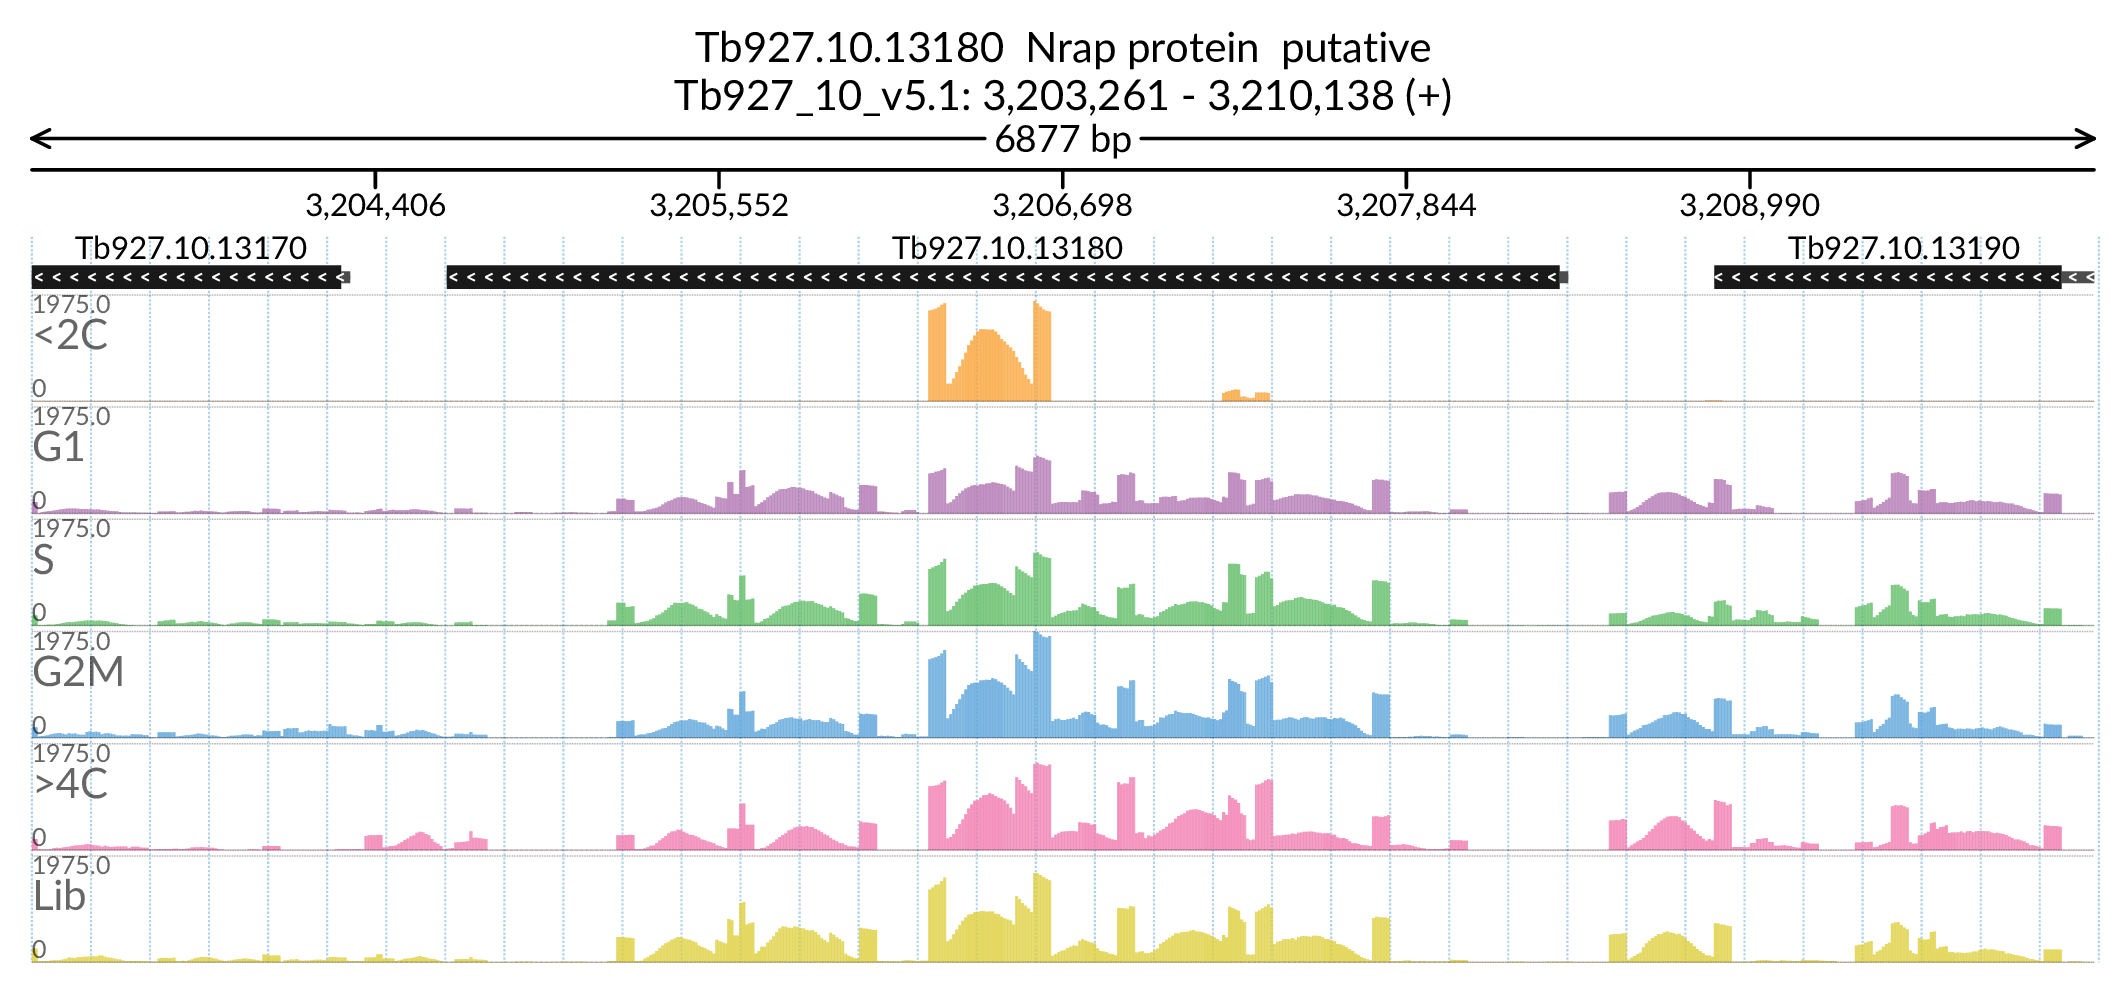 Tb927.10.13180  Nrap protein  putative
Tb927_10_v5.1: 3,203,261 - 3,210,138 (+)
6877 bp
3,204,406 3,205,552 3,206,698 3,207,844 3,208,990
Tb927.10.13170 Tb927.10.13180 Tb927.10.13190
1975.0
<2C
0
1975.0
G1
0
1975.0
S
0
1975.0
G2M
0
1975.0
>4C
0
1975.0
Lib
0